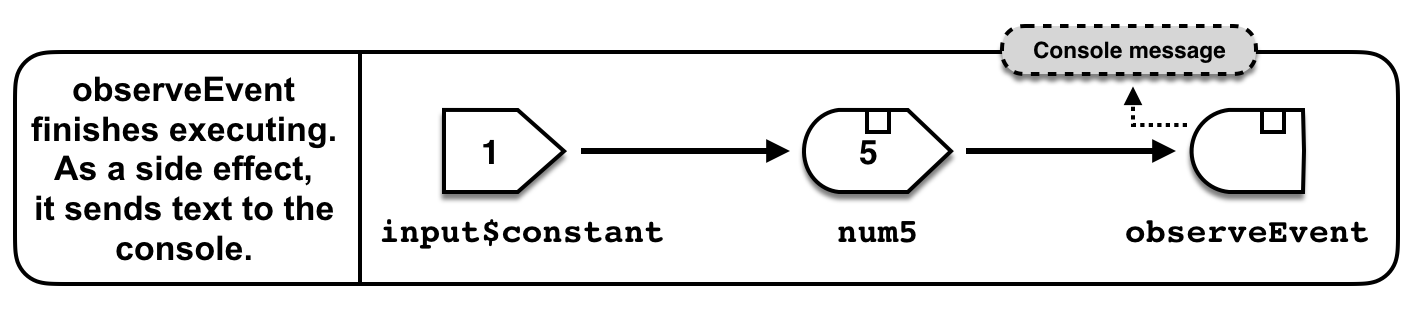 Console message
observeEvent
finishes executing.
As a side effect,
it sends text to the
console.
1
5
input$constant
num5
observeEvent